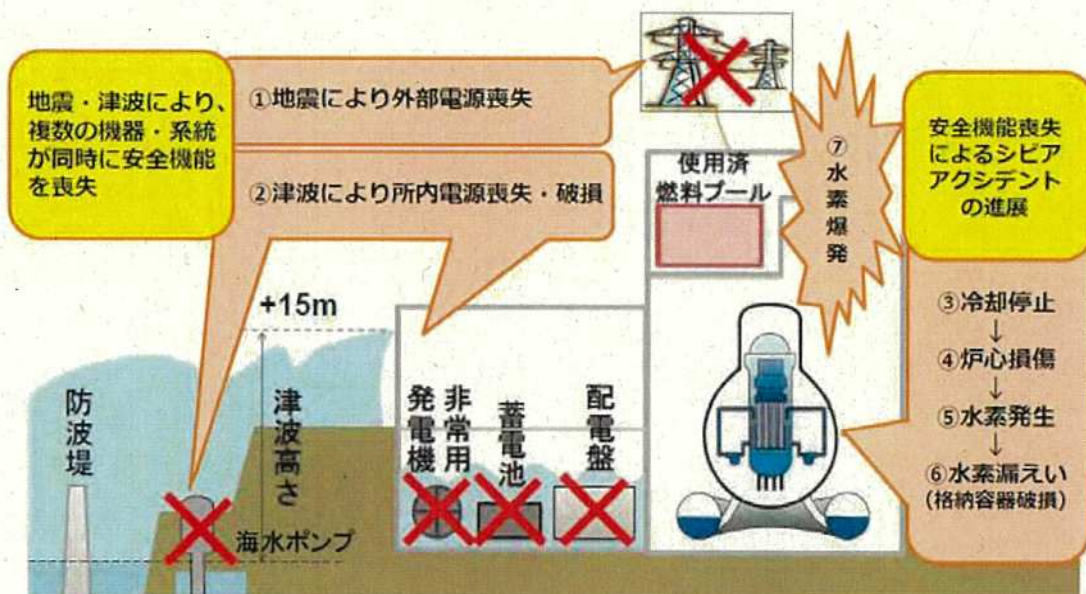 地震・津波により、
複数の機器・系統
が同時に安全機能
を喪失
①地震により外部電源喪失
②津波により所内電源喪失・破損
使用済
燃料プール
⑦水素爆発
安全機能喪失
によるシビア
アクシデント
の進展
③冷却停止
↓
④炉心損傷
↓
⑤水素発生
↓
⑥水素漏えい
(格納容器破損)
+15m
防波堤
津波高さ
海水ポンプ
非常用
発電機
蓄電池
配電盤